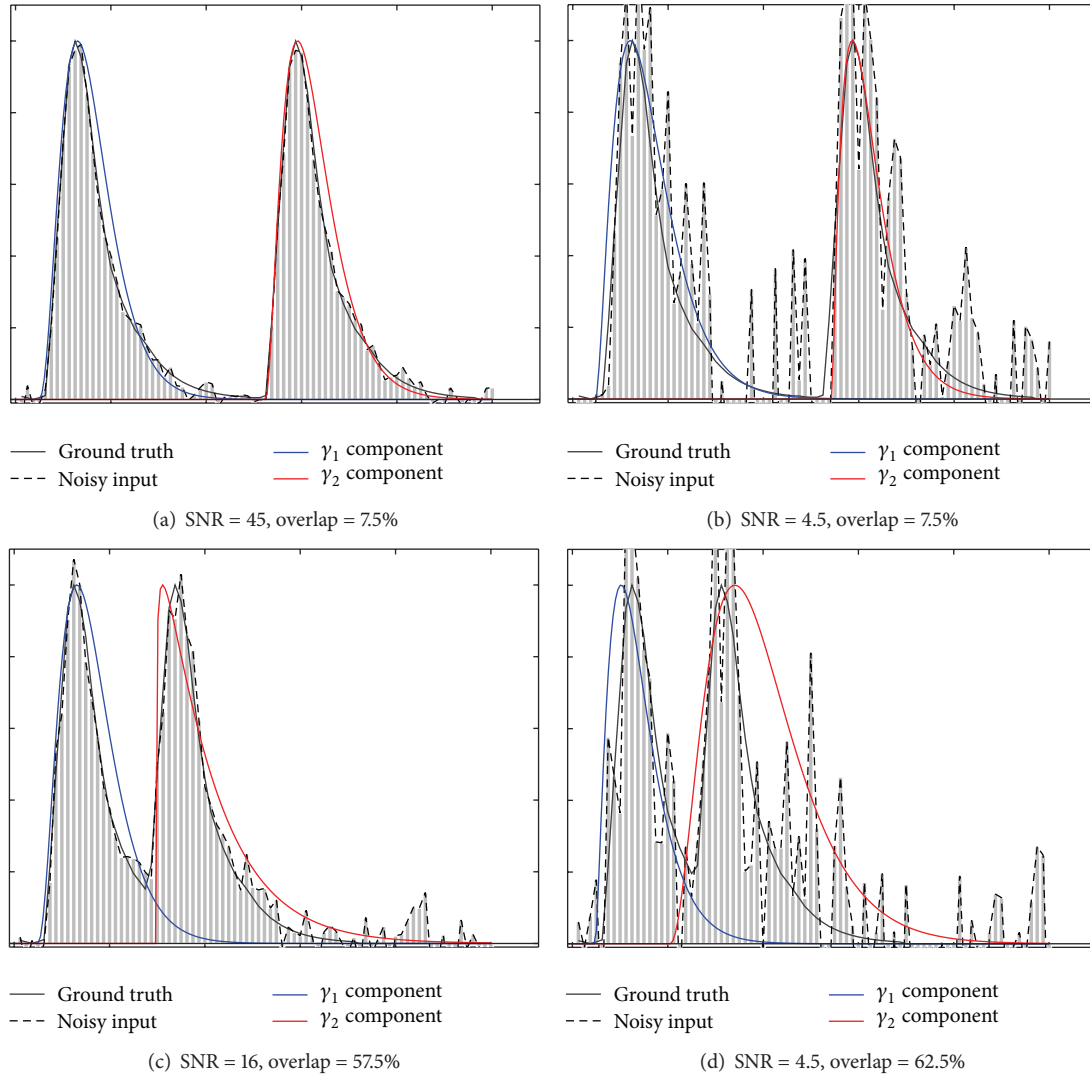 Ground truth
Noisy input
γ₁ component
γ₂ component
(a) SNR = 45, overlap = 7.5%
Ground truth
Noisy input
γ₁ component
γ₂ component
(b) SNR = 4.5, overlap = 7.5%
Ground truth
Noisy input
γ₁ component
γ₂ component
(c) SNR = 16, overlap = 57.5%
Ground truth
Noisy input
γ₁ component
γ₂ component
(d) SNR = 4.5, overlap = 62.5%